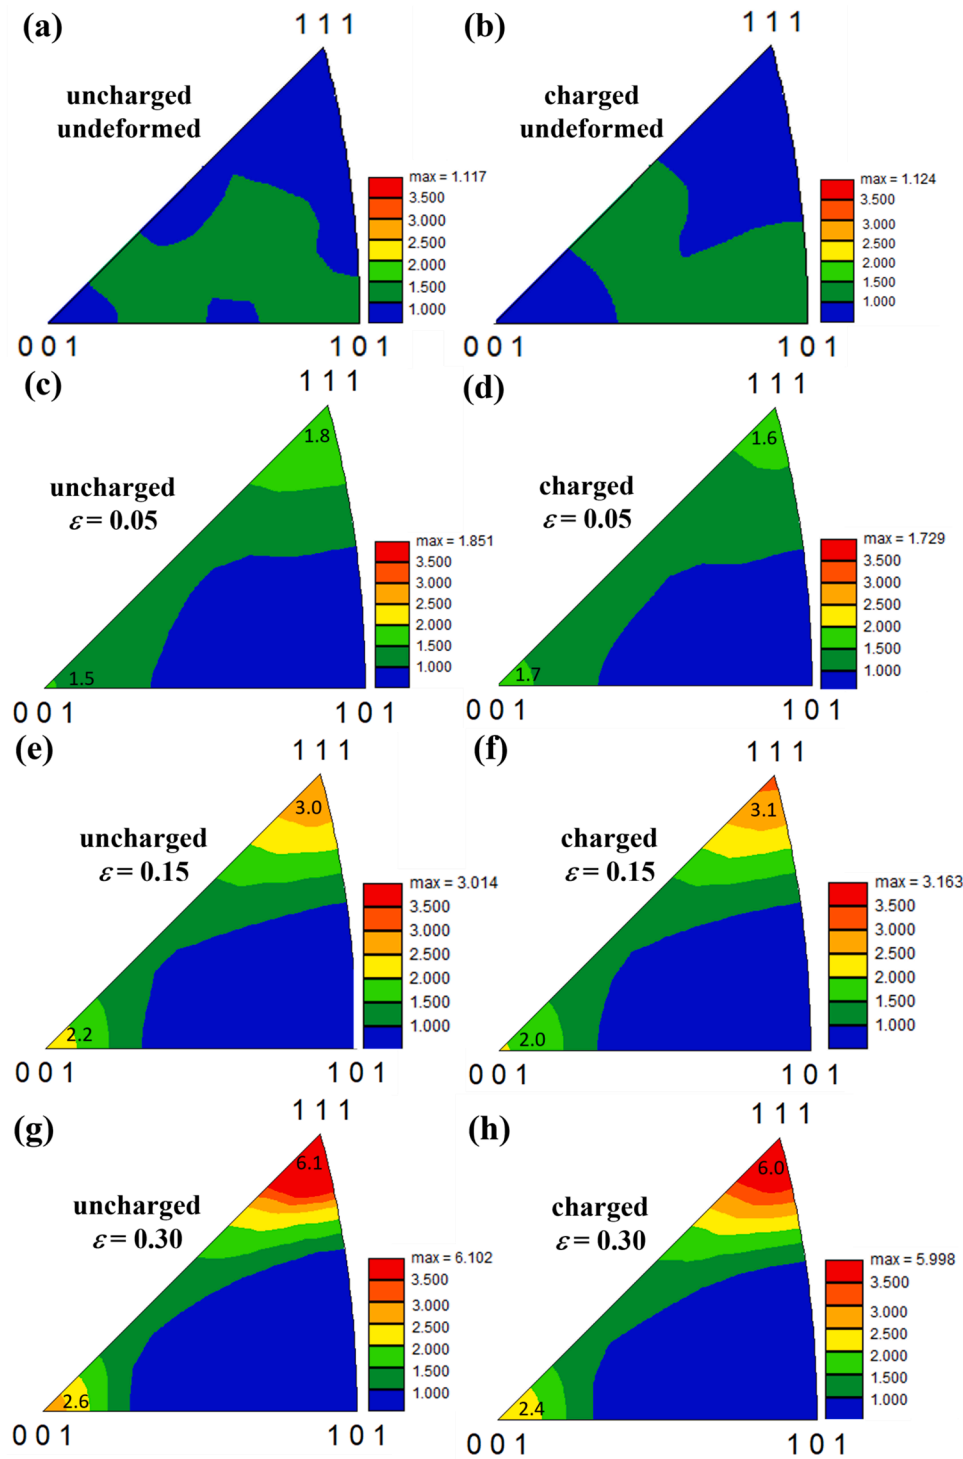 (a)
1 1 1
uncharged
undeformed
max = 1.117
3.500
3.000
2.500
2.000
1.500
1.000
0 0 1
1 0 1
(b)
1 1 1
charged
undeformed
max = 1.124
3.500
3.000
2.500
2.000
1.500
1.000
0 0 1
1 0 1
(c)
1 1 1
1.8
uncharged
ε = 0.05
max = 1.851
3.500
3.000
2.500
2.000
1.500
1.000
1.5
0 0 1
1 0 1
(d)
1 1 1
1.6
charged
ε = 0.05
max = 1.729
3.500
3.000
2.500
2.000
1.500
1.000
1.7
0 0 1
1 0 1
(e)
1 1 1
3.0
uncharged
ε = 0.15
max = 3.014
3.500
3.000
2.500
2.000
1.500
1.000
2.2
0 0 1
1 0 1
(f)
1 1 1
3.1
charged
ε = 0.15
max = 3.163
3.500
3.000
2.500
2.000
1.500
1.000
2.0
0 0 1
1 0 1
(g)
1 1 1
6.1
uncharged
ε = 0.30
max = 6.102
3.500
3.000
2.500
2.000
1.500
1.000
2.6
0 0 1
1 0 1
(h)
1 1 1
6.0
charged
ε = 0.30
max = 5.998
3.500
3.000
2.500
2.000
1.500
1.000
2.4
0 0 1
1 0 1